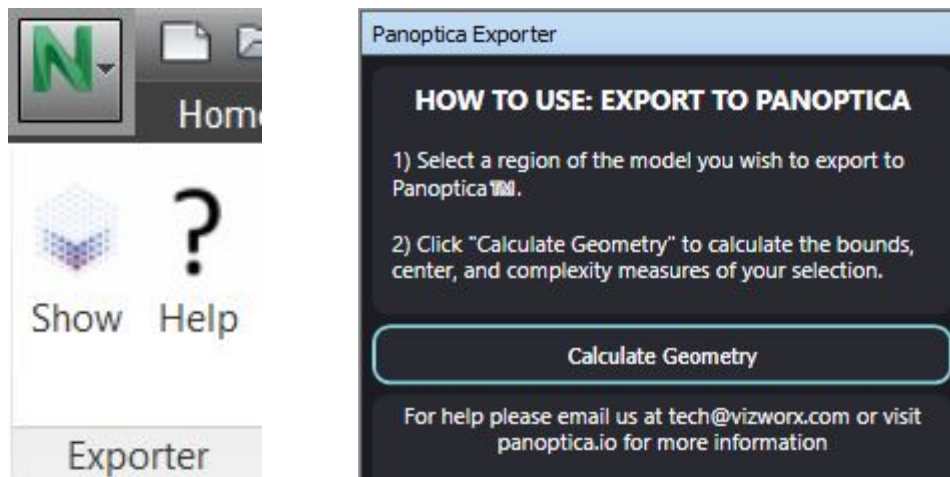 Home
Show Help
Exporter
Panoptica Exporter
HOW TO USE: EXPORT TO PANOPTICA
1) Select a region of the model you wish to export to
Panoptica™.
2) Click "Calculate Geometry" to calculate the bounds,
center, and complexity measures of your selection.
Calculate Geometry
For help please email us at tech@vizworx.com or visit
panoptica.io for more information